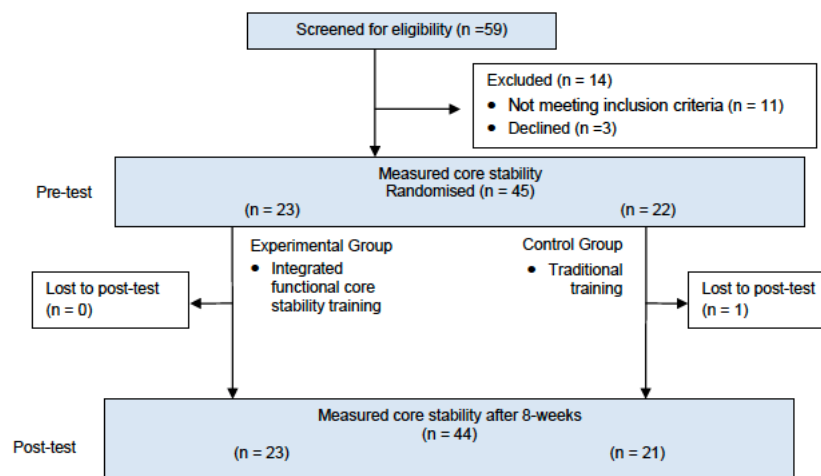 Screened for eligibility (n =59)
Excluded (n = 14)
• Not meeting inclusion criteria (n = 11)
• Declined (n =3)
Pre-test
Measured core stability
Randomised (n = 45)
(n = 23)
(n = 22)
Experimental Group
• Integrated
functional core
stability training
Control Group
• Traditional
training
Lost to post-test
(n = 0)
Lost to post-test
(n = 1)
Post-test
Measured core stability after 8-weeks
(n = 44)
(n = 23)
(n = 21)